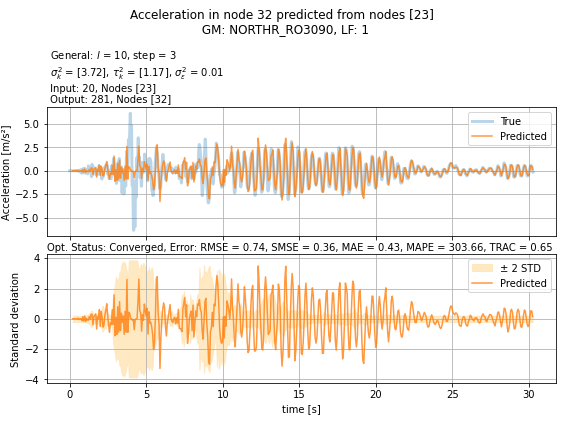 Acceleration in node 32 predicted from nodes [23]
GM: NORTHR_RO3090, LF: 1
General: l = 10, step = 3
σ²ₖ = [3.72], τ²ₖ = [1.17], σ²ε = 0.01
Input: 20, Nodes [23]
Output: 281, Nodes [32]
Acceleration [m/s²]
5.0
2.5
0.0
−2.5
−5.0
True
Predicted
Opt. Status: Converged, Error: RMSE = 0.74, SMSE = 0.36, MAE = 0.43, MAPE = 303.66, TRAC = 0.65
Standard deviation
4
2
0
−2
−4
± 2 STD
Predicted
0 5 10 15 20 25 30
time [s]